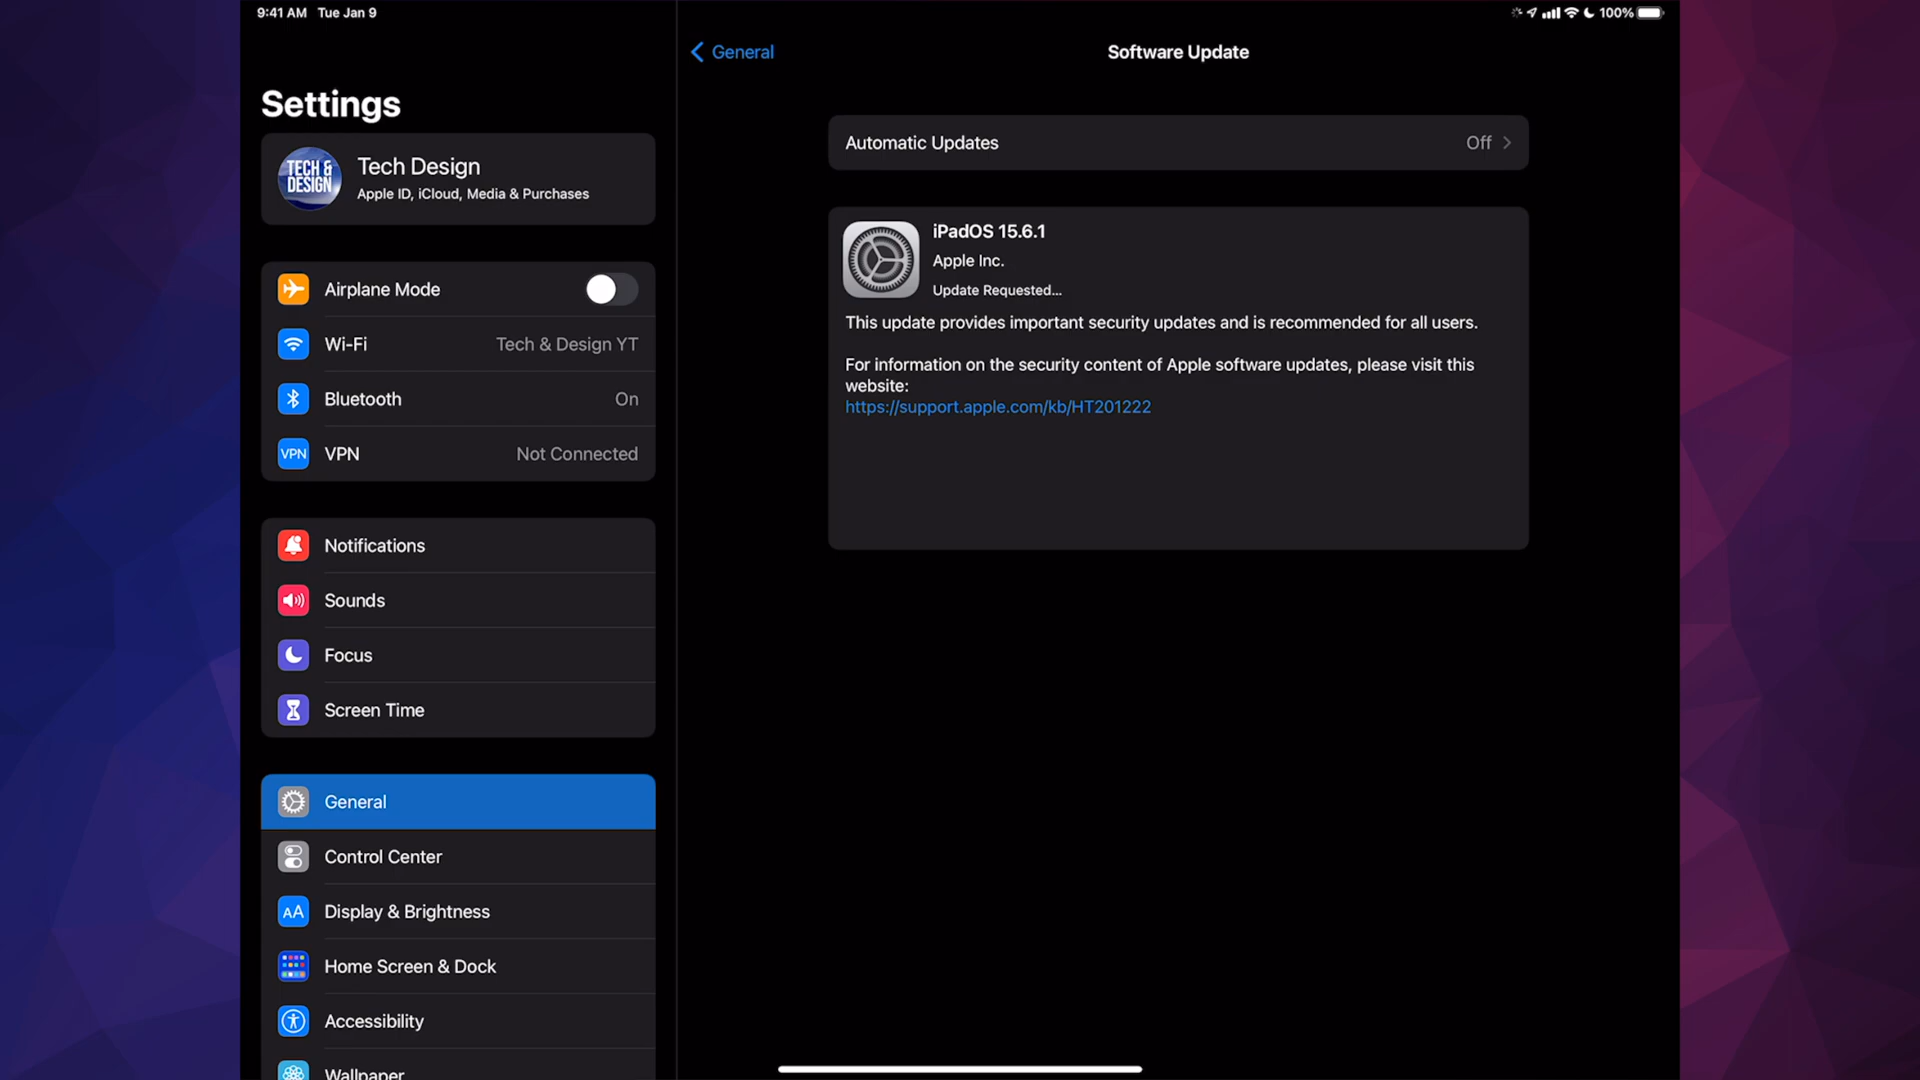 9:41 AM Tue Jan 9
100%
Settings
TECH &
DESIGN
Tech Design
Apple ID, iCloud, Media & Purchases
Airplane Mode
Wi-Fi Tech & Design YT
Bluetooth On
VPN VPN Not Connected
Notifications
Sounds
Focus
Screen Time
General
Control Center
AA Display & Brightness
Home Screen & Dock
Accessibility
Wallpaper
General
Software Update
Automatic Updates Off
iPadOS 15.6.1
Apple Inc.
Update Requested...
This update provides important security updates and is recommended for all users.
For information on the security content of Apple software updates, please visit this
website:
https://support.apple.com/kb/HT201222